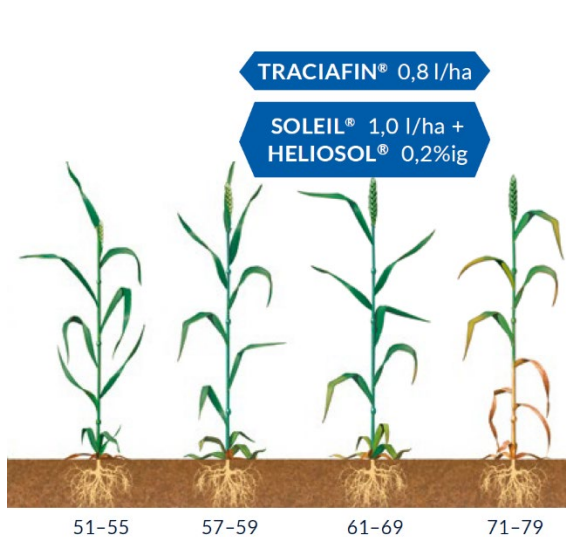 TRACIAFIN® 0,8 l/ha
SOLEIL® 1,0 l/ha +
HELIOSOL® 0,2%ig
51–55
57–59
61–69
71–79